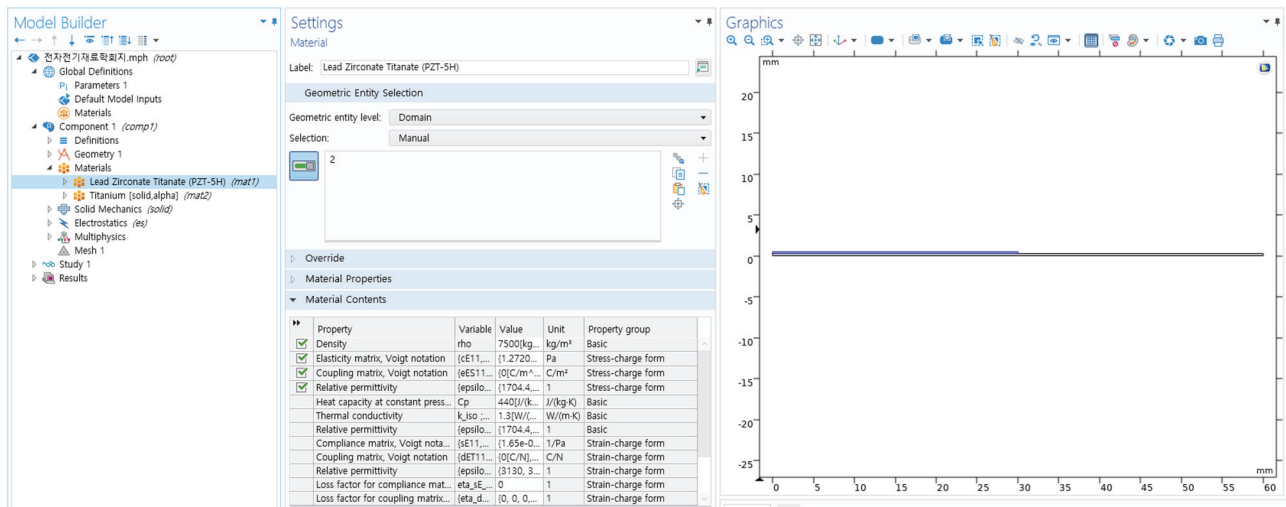 Model Builder
전자전기재료학회지.mph (root)
Global Definitions
Pi Parameters 1
Default Model Inputs
Materials
Component 1 (comp1)
Definitions
Geometry 1
Materials
Lead Zirconate Titanate (PZT-5H) (mat1)
Titanium [solid,alpha] (mat2)
Solid Mechanics (solid)
Electrostatics (es)
Multiphysics
Mesh 1
Study 1
Results
Settings
Material
Label: Lead Zirconate Titanate (PZT-5H)
Geometric Entity Selection
Geometric entity level: Domain
Selection: Manual
2
Override
Material Properties
Material Contents
Property Variable Value Unit Property group
Density rho 7500[kg... kg/m³ Basic
Elasticity matrix, Voigt notation {cE11,... {1.2720... Pa Stress-charge form
Coupling matrix, Voigt notation {eES11... {0[C/m^... C/m² Stress-charge form
Relative permittivity {epsilo... {1704.4,... 1 Stress-charge form
Heat capacity at constant press... Cp 440[J/(k... J/(kg·K) Basic
Thermal conductivity k_iso ;... 1.3[W/(... W/(m·K) Basic
Relative permittivity {epsilo... {1704.4,... 1 Basic
Compliance matrix, Voigt nota... {sE11,... {1.65e-0... 1/Pa Strain-charge form
Coupling matrix, Voigt notation {dET11... {0[C/N],... C/N Strain-charge form
Relative permittivity {epsilo... {3130, 3... 1 Strain-charge form
Loss factor for compliance mat... eta_sE_... 0 1 Strain-charge form
Loss factor for coupling matrix... {eta_d... {0, 0, 0,... 1 Strain-charge form
Graphics
mm
20
15
10
5
0
-5
-10
-15
-20
-25
mm
0 5 10 15 20 25 30 35 40 45 50 55 60